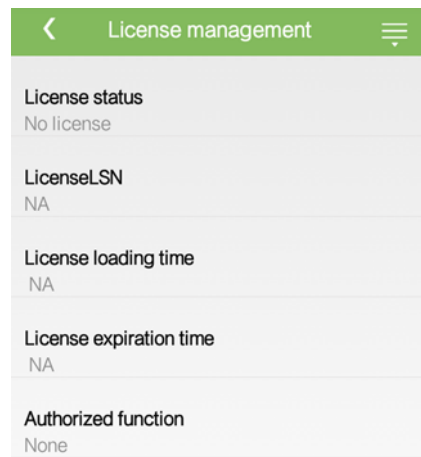 License management
License status
No license
LicenseLSN
NA
License loading time
NA
License expiration time
NA
Authorized function
None